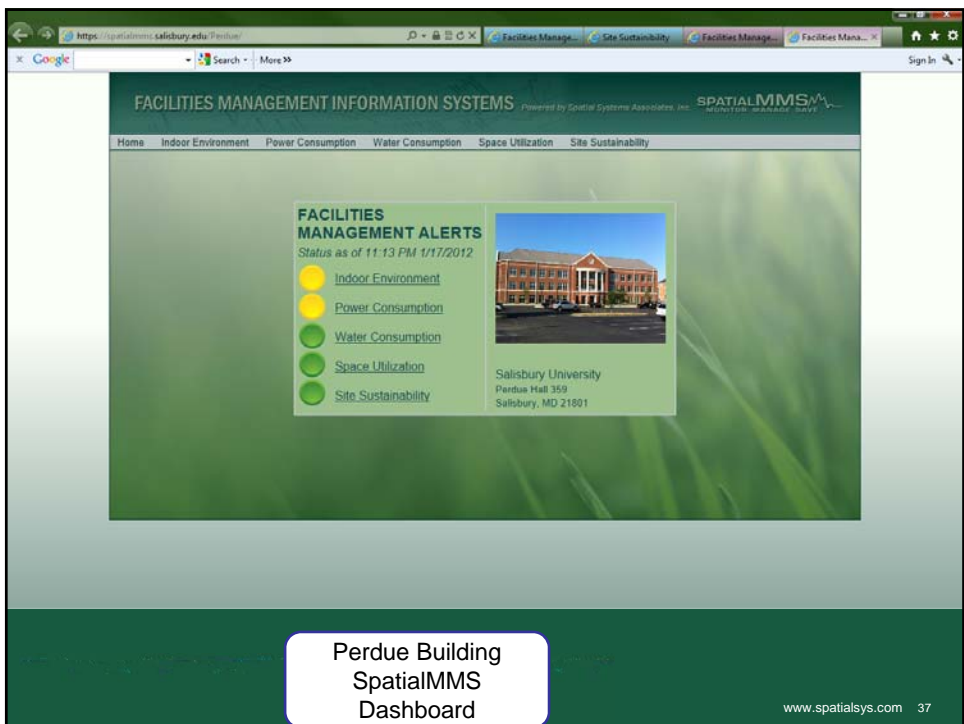 https://spatialmms.salisbury.edu/Perdue/
Facilities Manage...
Site Sustainibility
Facilities Manage...
Facilities Mana... ×
× Google
Search
More »
Sign In
FACILITIES MANAGEMENT INFORMATION SYSTEMS Powered by Spatial Systems Associates, Inc.
SPATIALMMS
MONITOR MANAGE SAVE
Home Indoor Environment Power Consumption Water Consumption Space Utilization Site Sustainability
FACILITIES
MANAGEMENT ALERTS
Status as of 11:13 PM 1/17/2012
Indoor Environment
Power Consumption
Water Consumption
Space Utilization
Site Sustainability
Salisbury University
Perdue Hall 359
Salisbury, MD 21801
Perdue Building
SpatialMMS
Dashboard
www.spatialsys.com 37